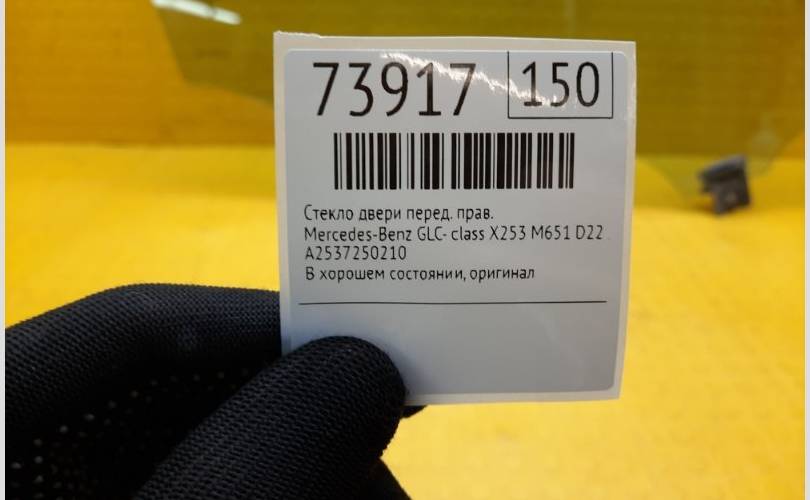 73917 150
Стекло двери перед. прав.
Mercedes-Benz GLC- class X253 M651 D22
A2537250210
В хорошем состоянии, оригинал